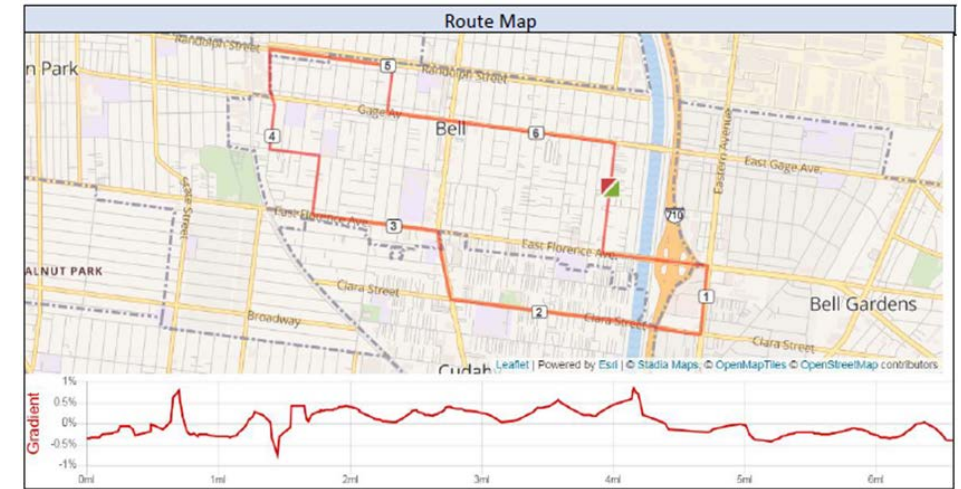 Route Map
Randolph Street
n Park
5
Randolph Street
Gage Av
Bell
6
4
East Gage Ave.
Eastern Avenue
State Street
710
East Florence Ave.
3
East Florence Ave.
ALNUT PARK
Clara Street
1
Bell Gardens
2
Broadway
Clara Street
Clara Street
Cudahy
Leaflet | Powered by Esri | © Stadia Maps, © OpenMapTiles © OpenStreetMap contributors
Gradient
1%
0.5%
0%
-0.5%
-1%
0mi
1mi
2mi
3mi
4mi
5mi
6mi